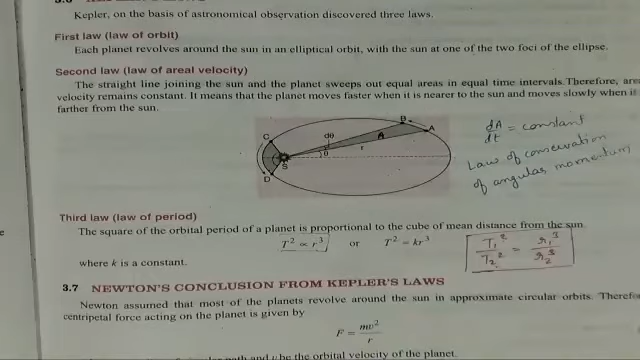 Kepler, on the basis of astronomical observation discovered three laws.
First law (law of orbit)
Each planet revolves around the sun in an elliptical orbit, with the sun at one of the two foci of the ellipse.
Second law (law of areal velocity)
The straight line joining the sun and the planet sweeps out equal areas in equal time intervals. Therefore,
velocity remains constant. It means that the planet moves faster when it is nearer to the sun and moves slowly when it is
farther from the sun.
C
D
S
dθ
θ
r
A
B
A
dA/dt = constant
Law of conservation
of angular momentum
Third law (law of period)
The square of the orbital period of a planet is proportional to the cube of mean distance from the sun
T² ∝ r³ or T² = kr³
T₁²/T₂² = r₁³/r₂³
where k is a constant.
3.7 NEWTON'S CONCLUSION FROM KEPLER'S LAWS
Newton assumed that most of the planets revolve around the sun in approximate circular orbits.
centripetal force acting on the planet is given by
F = mv²/r
path and v be the orbital velocity of the planet.